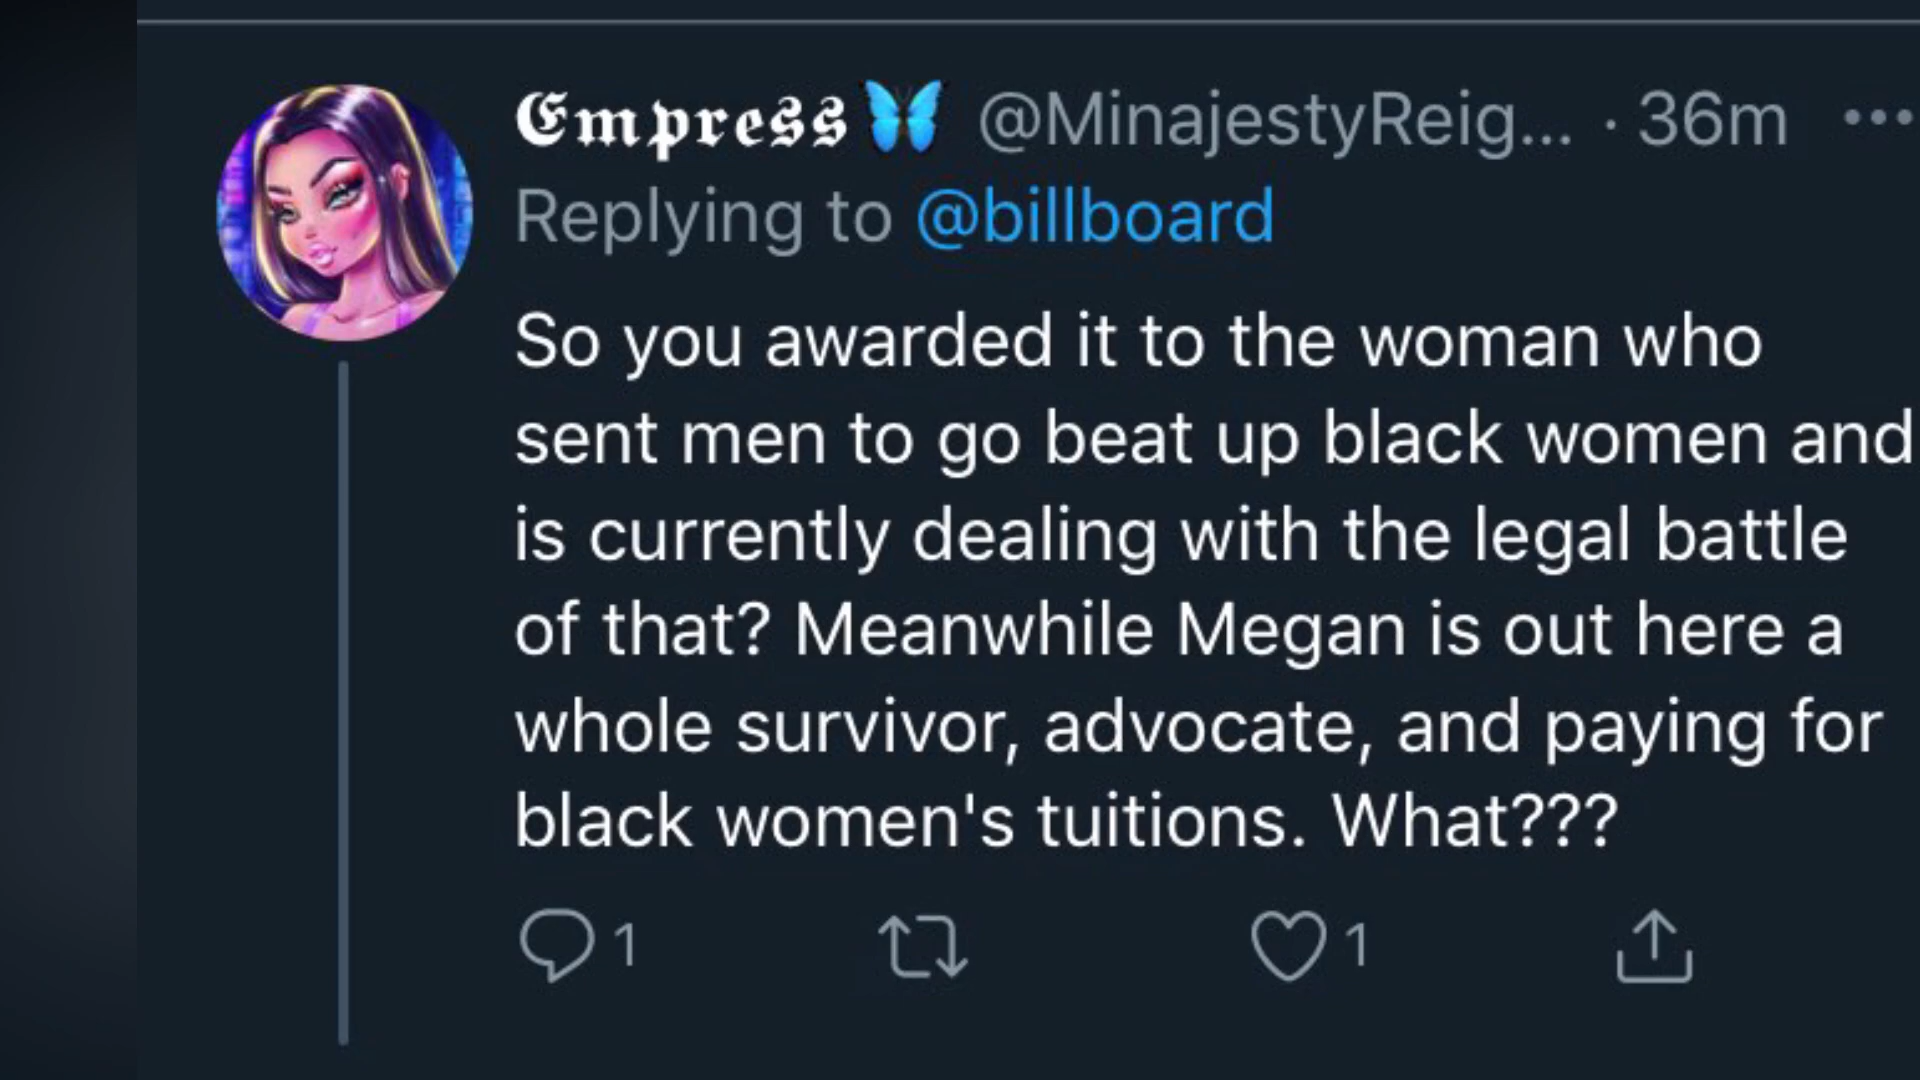 Empress🦋 @MinajestyReig... · 36m ...
Replying to @billboard
So you awarded it to the woman who
sent men to go beat up black women and
is currently dealing with the legal battle
of that? Meanwhile Megan is out here a
whole survivor, advocate, and paying for
black women's tuitions. What???
1 1